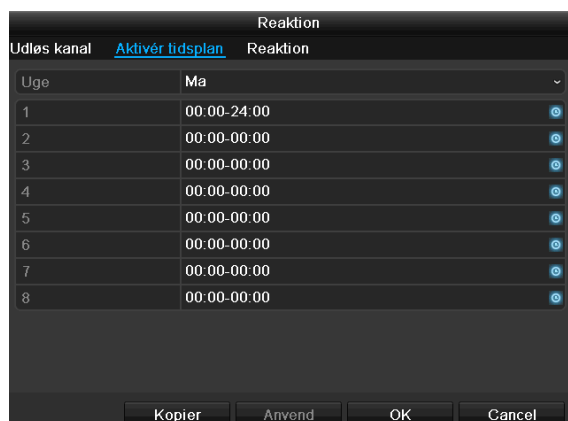 Reaktion
Udløs kanal Aktivér tidsplan Reaktion
Uge Ma
1 00:00-24:00
2 00:00-00:00
3 00:00-00:00
4 00:00-00:00
5 00:00-00:00
6 00:00-00:00
7 00:00-00:00
8 00:00-00:00
Kopier Anvend OK Cancel